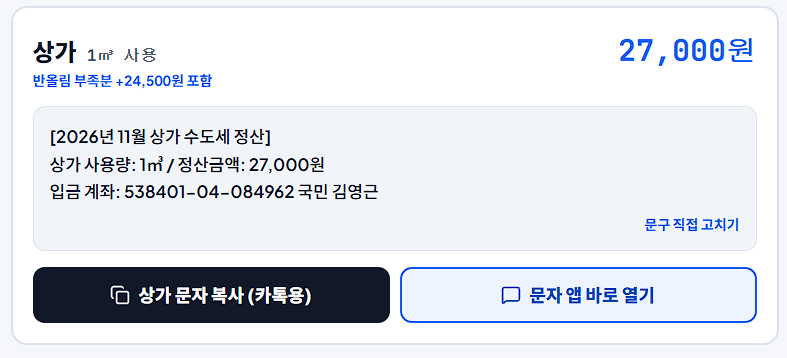 상가 1㎥ 사용
27,000원
반올림 부족분 +24,500원 포함
[2026년 11월 상가 수도세 정산]
상가 사용량: 1㎥ / 정산금액: 27,000원
입금 계좌: 538401-04-084962 국민 김영근
문구 직접 고치기
상가 문자 복사 (카톡용)
문자 앱 바로 열기